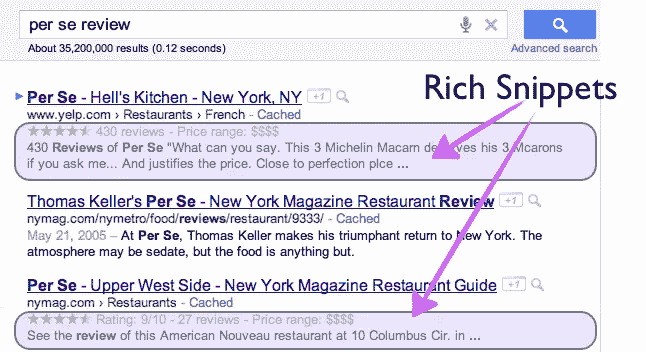 per se review
About 35,200,000 results (0.12 seconds)
Advanced search
Per Se - Hell's Kitchen - New York, NY +1
www.yelp.com › Restaurants › French - Cached
Rich Snippets
★★★★★ 430 reviews - Price range: $$$$
430 Reviews of Per Se "What can you say. This 3 Michelin Macarn ves his 3 Mcarons
if you ask me... And justifies the price. Close to perfection plce ...
Thomas Keller's Per Se - New York Magazine Restaurant Review +1
nymag.com/nymetro/food/reviews/restaurant/9333/ - Cached
May 21, 2005 – At Per Se, Thomas Keller makes his triumphant return to New York. The
atmosphere may be sedate, but the food is anything but.
Per Se - Upper West Side - New York Magazine Restaurant Guide +1
nymag.com › Restaurants - Cached
★★★★★ Rating: 9/10 - 27 reviews - Price range: $$$$
See the review of this American Nouveau restaurant at 10 Columbus Cir. in ...